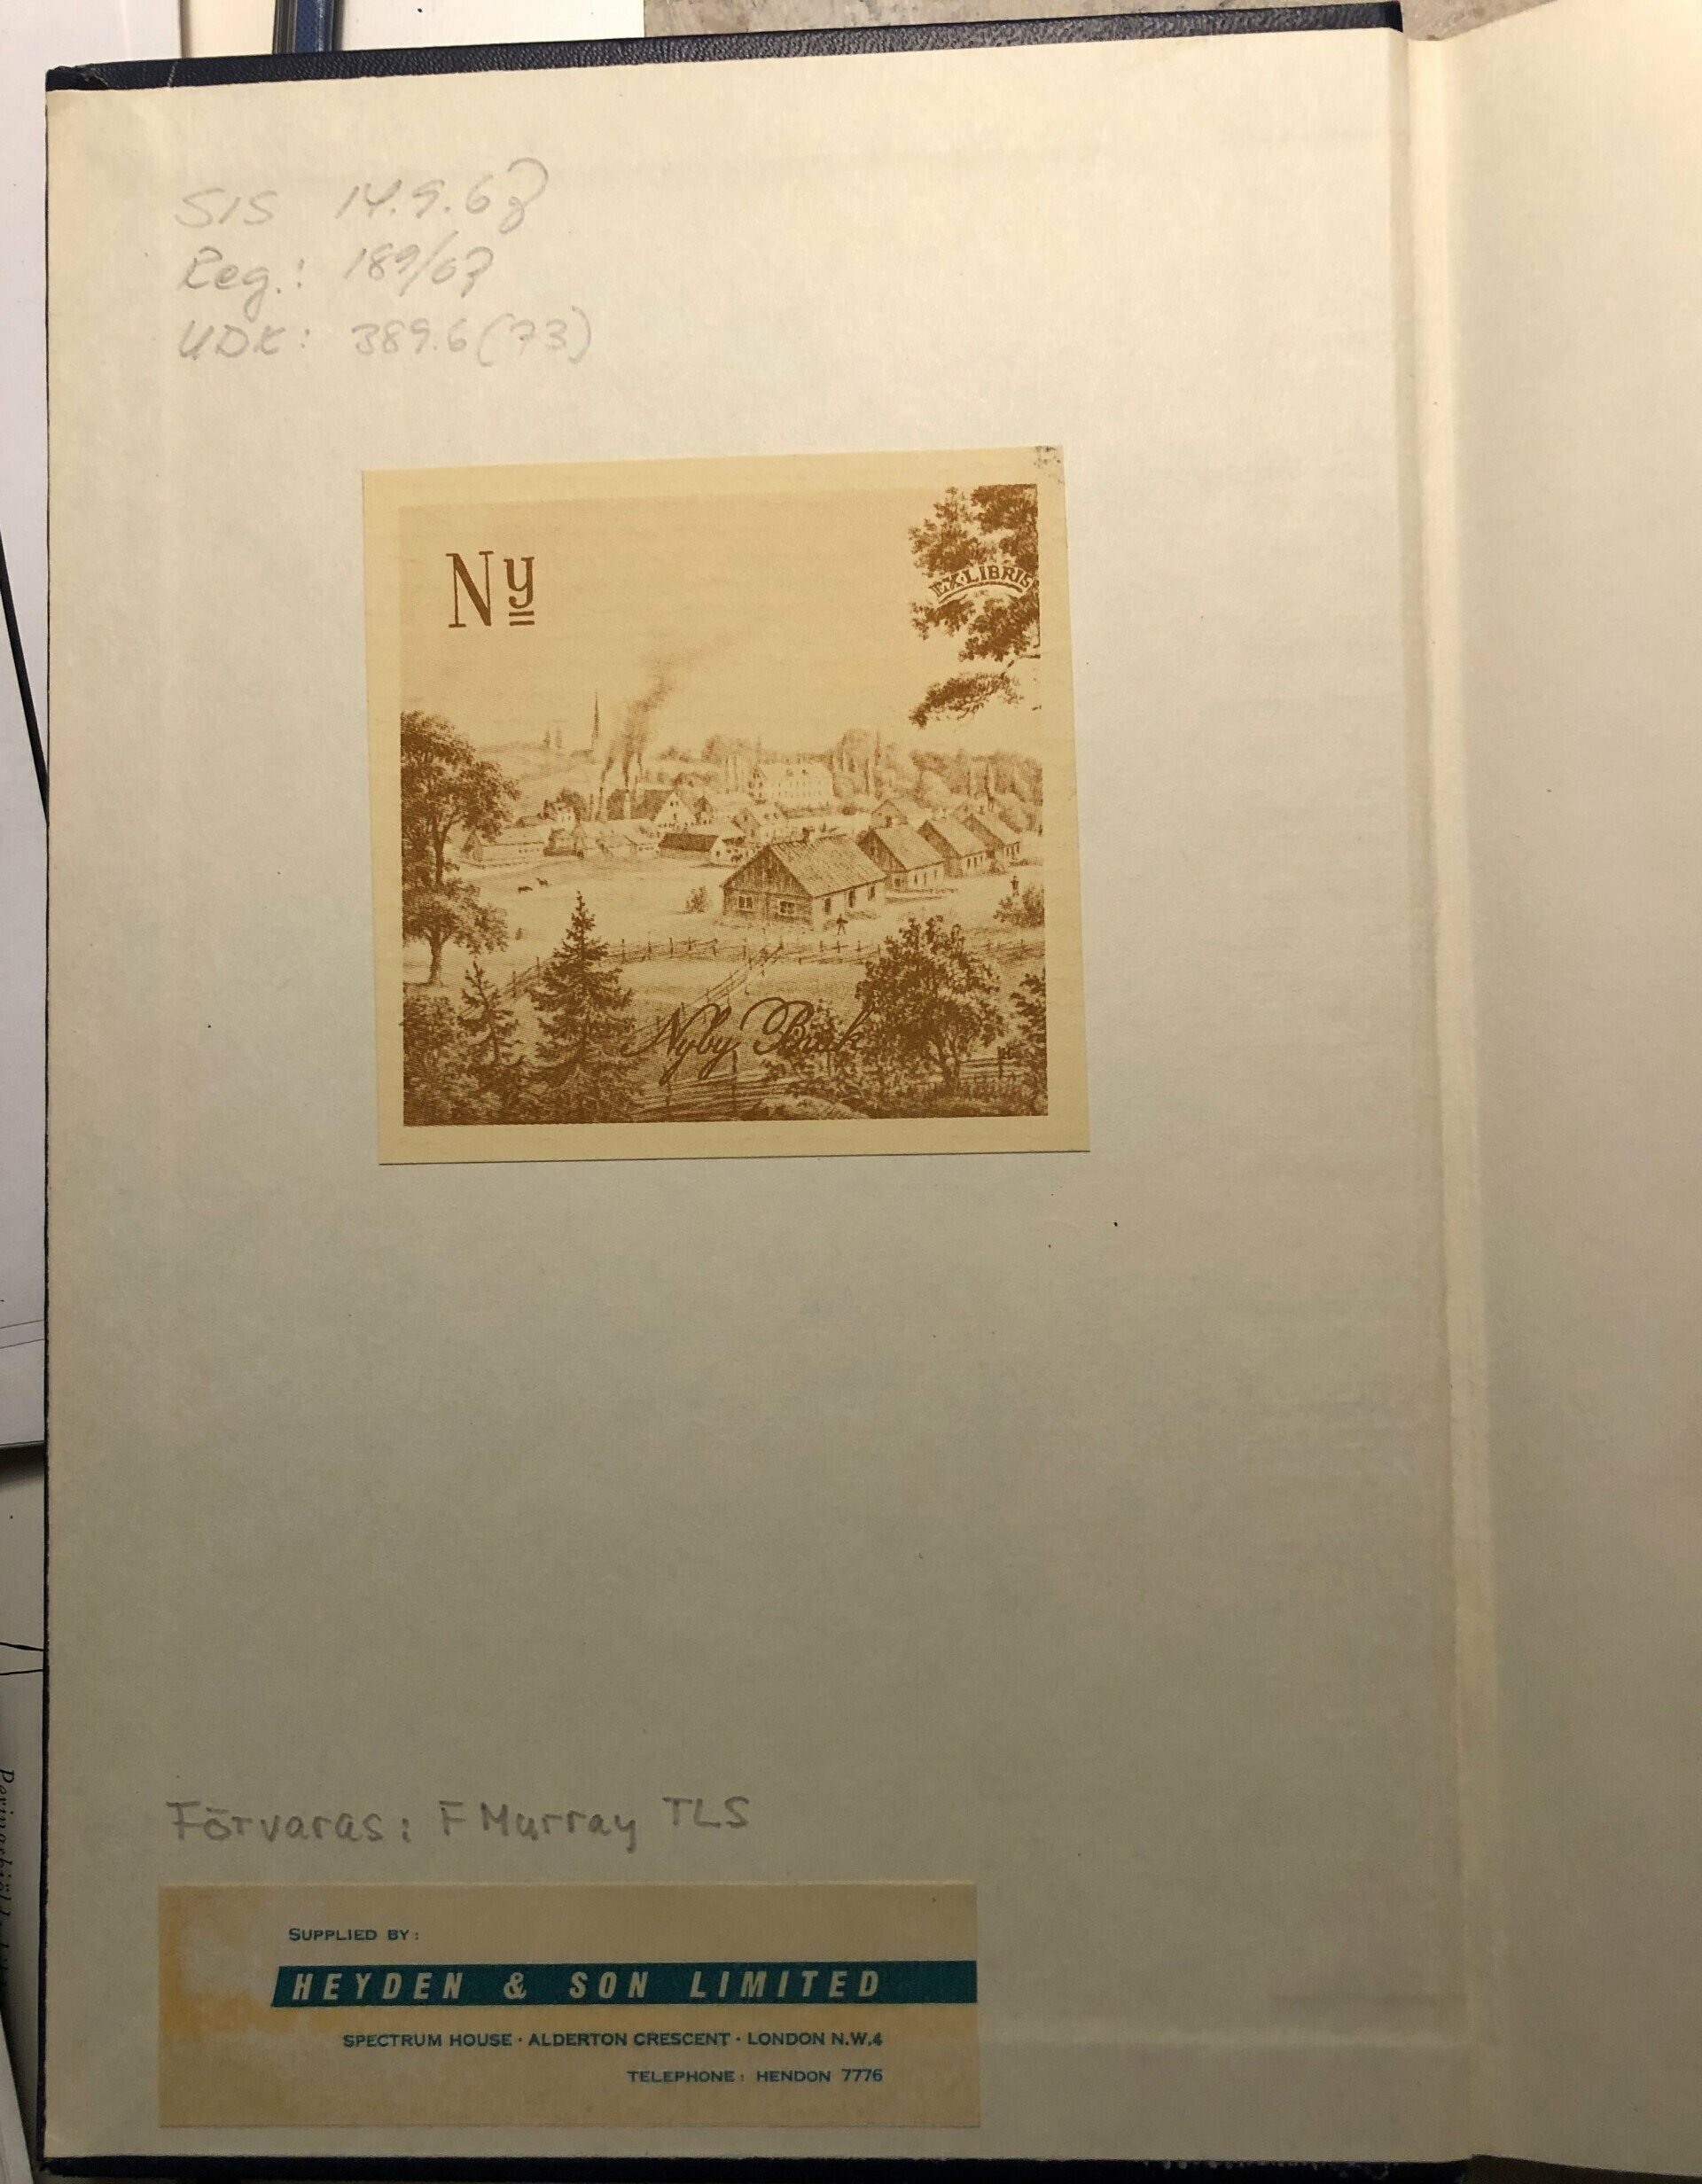 SIS 14.9.67
Reg.: 189/67
UDK: 389.6(73)
Ny
EX·LIBRIS
Nyby Bruk
Förvaras: F Murray TLS
SUPPLIED BY:
HEYDEN & SON LIMITED
SPECTRUM HOUSE · ALDERTON CRESCENT · LONDON N.W.4
TELEPHONE: HENDON 7776